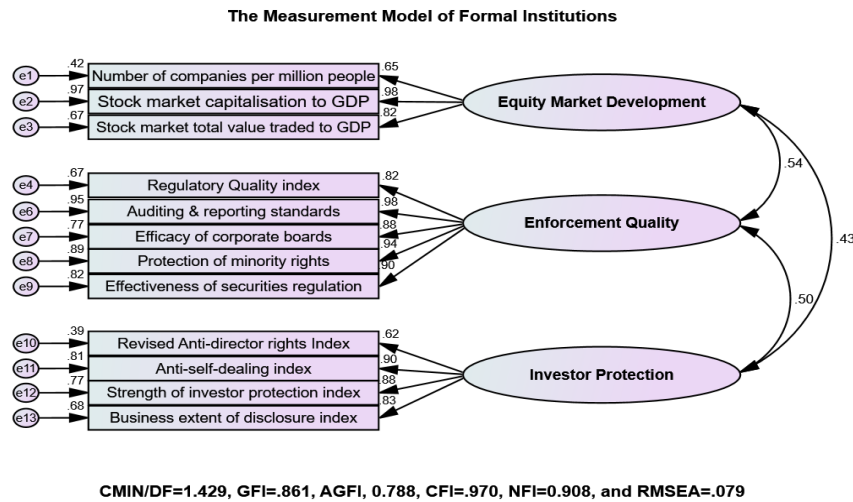 The Measurement Model of Formal Institutions
.42
e1
Number of companies per million people
.65
.97
e2
Stock market capitalisation to GDP
.98
.67
e3
Stock market total value traded to GDP
.82
Equity Market Development
.54
.43
.67
e4
Regulatory Quality index
.82
.95
e6
Auditing & reporting standards
.98
.77
e7
Efficacy of corporate boards
.88
.89
e8
Protection of minority rights
.94
.82
e9
Effectiveness of securities regulation
.90
Enforcement Quality
.50
.39
e10
Revised Anti-director rights Index
.62
.81
e11
Anti-self-dealing index
.90
.77
e12
Strength of investor protection index
.88
.68
e13
Business extent of disclosure index
.83
Investor Protection
CMIN/DF=1.429, GFI=.861, AGFI, 0.788, CFI=.970, NFI=0.908, and RMSEA=.079